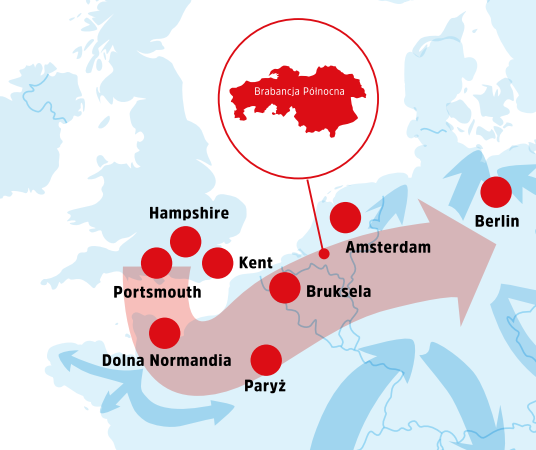 Brabancja Północna
Hampshire
Berlin
Amsterdam
Kent
Portsmouth
Bruksela
Dolna Normandia
Paryż